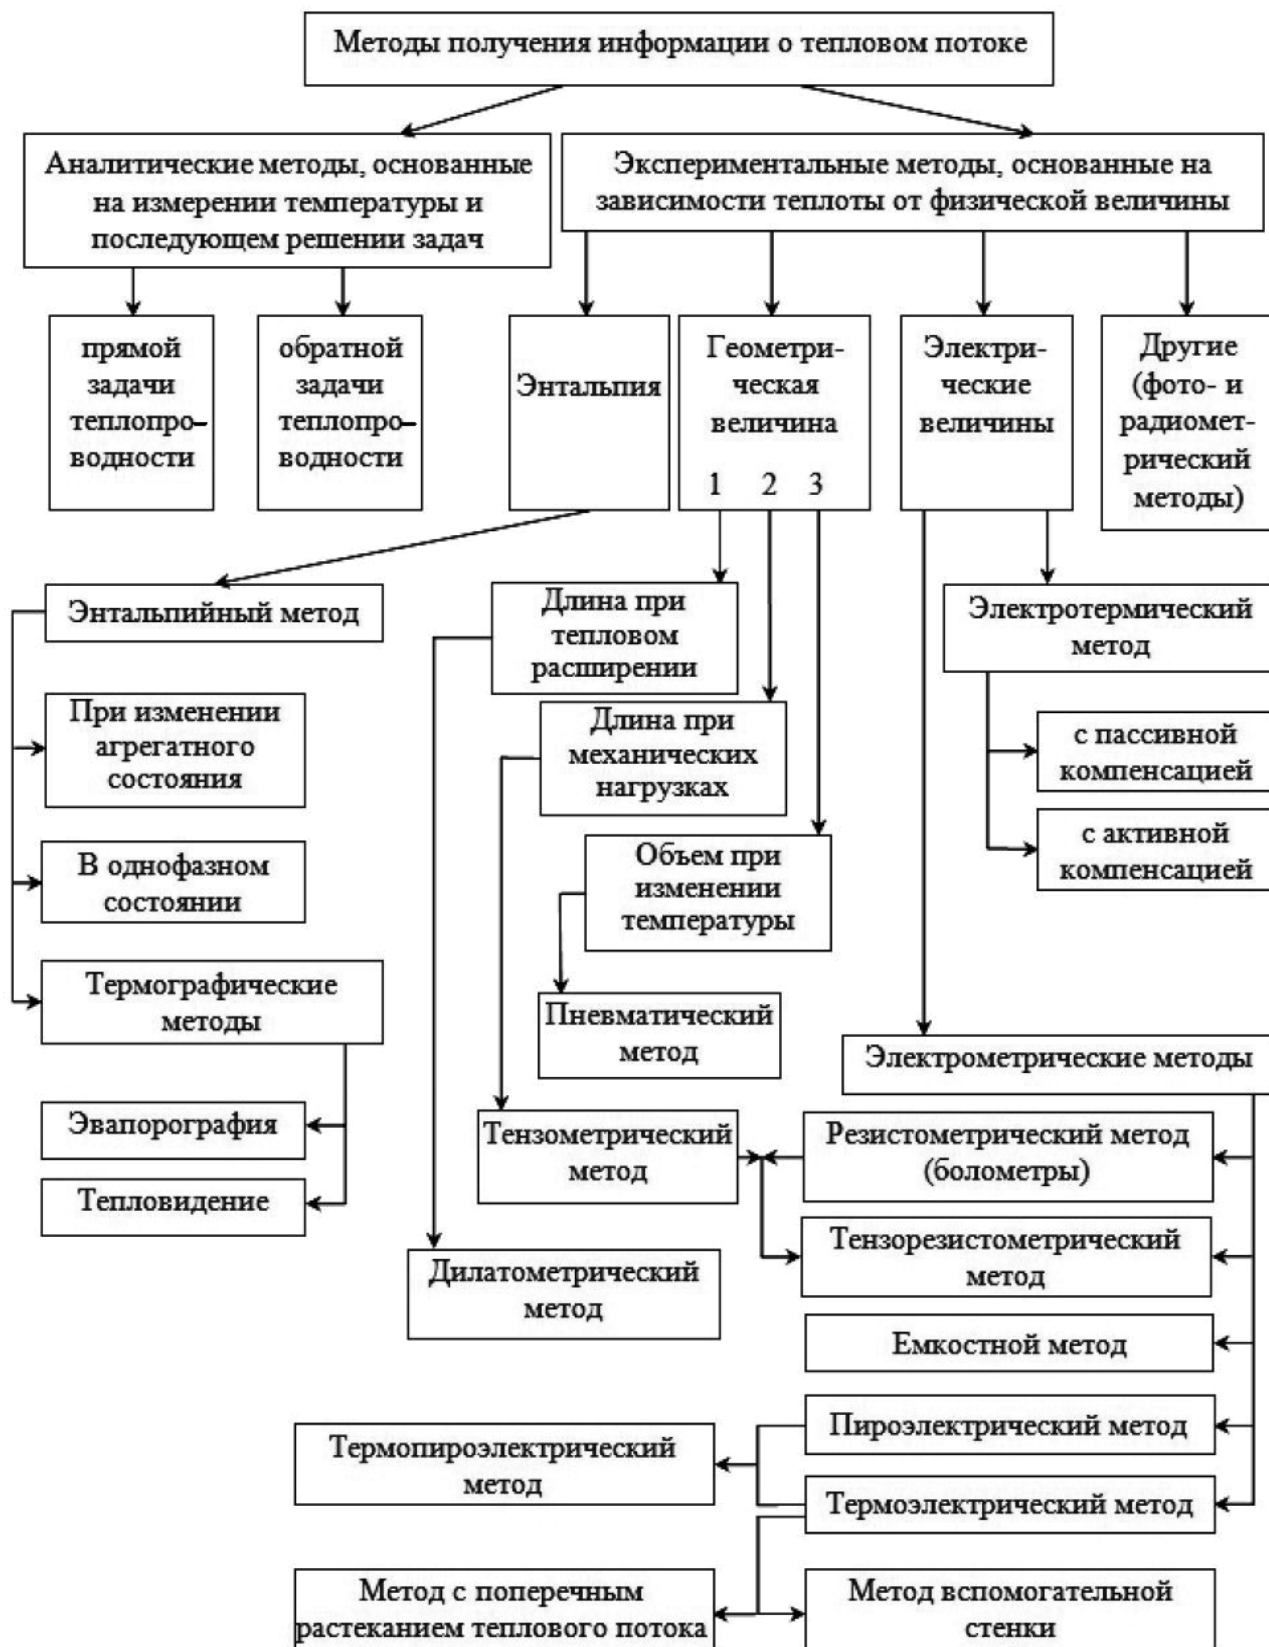 Методы получения информации о тепловом потоке
Аналитические методы, основанные
на измерении температуры и
последующем решении задач
Экспериментальные методы, основанные на
зависимости теплоты от физической величины
прямой
задачи
теплопро–
водности
обратной
задачи
теплопро–
водности
Энтальпия
Геометри-
ческая
величина
1 2 3
Электри-
ческие
величины
Другие
(фото- и
радиомет-
рический
методы)
Энтальпийный метод
При изменении
агрегатного
состояния
В однофазном
состоянии
Термографические
методы
Эвапорография
Тепловидение
Длина при
тепловом
расширении
Длина при
механических
нагрузках
Объем при
изменении
температуры
Пневматический
метод
Тензометрический
метод
Дилатометрический
метод
Электротермический
метод
с пассивной
компенсацией
с активной
компенсацией
Электрометрические методы
Резистометрический метод
(болометры)
Тензорезистометрический
метод
Емкостной метод
Пироэлектрический метод
Термопироэлектрический
метод
Термоэлектрический метод
Метод с поперечным
растеканием теплового потока
Метод вспомогательной
стенки